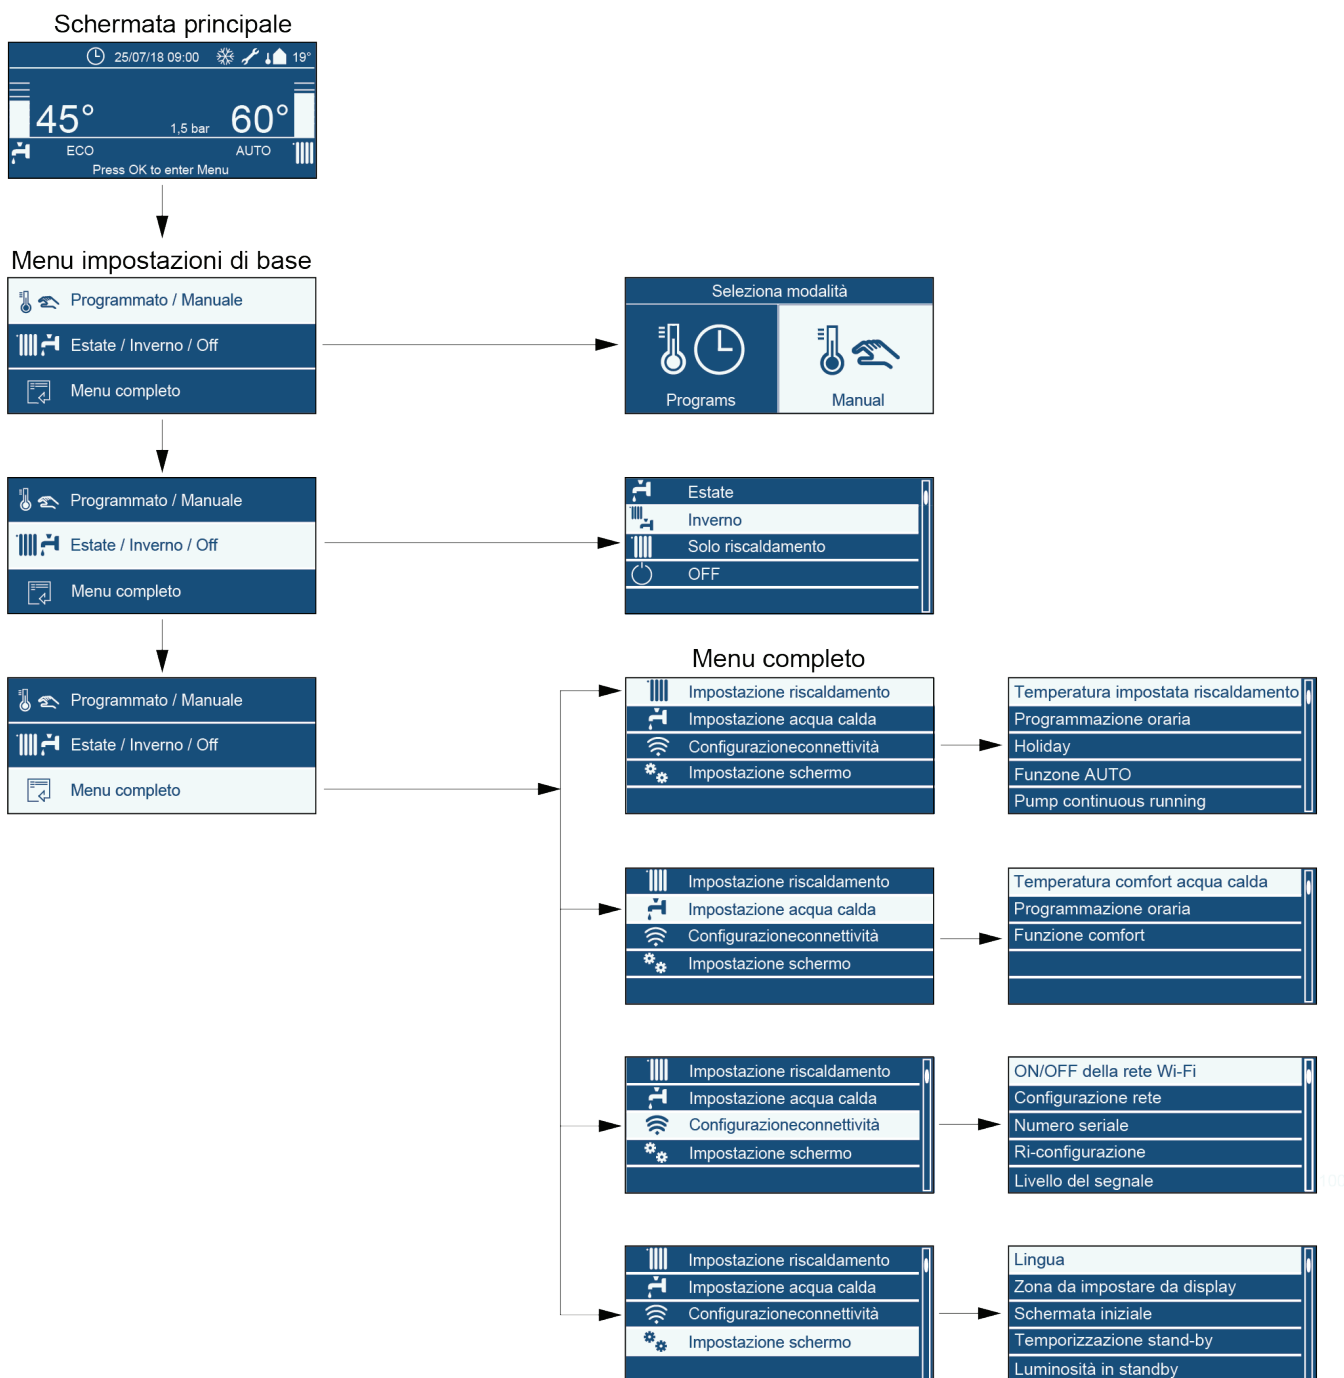 Schermata principale
25/07/18 09:00 19°
45° 1,5 bar 60°
ECO AUTO
Press OK to enter Menu
Menu impostazioni di base
Programmato / Manuale
Estate / Inverno / Off
Menu completo
Seleziona modalità
Programs Manual
Programmato / Manuale
Estate / Inverno / Off
Menu completo
Estate
Inverno
Solo riscaldamento
OFF
Programmato / Manuale
Estate / Inverno / Off
Menu completo
Menu completo
Impostazione riscaldamento
Impostazione acqua calda
Configurazioneconnettività
Impostazione schermo
Temperatura impostata riscaldamento
Programmazione oraria
Holiday
Funzone AUTO
Pump continuous running
Impostazione riscaldamento
Impostazione acqua calda
Configurazioneconnettività
Impostazione schermo
Temperatura comfort acqua calda
Programmazione oraria
Funzione comfort
Impostazione riscaldamento
Impostazione acqua calda
Configurazioneconnettività
Impostazione schermo
ON/OFF della rete Wi-Fi
Configurazione rete
Numero seriale
Ri-configurazione
Livello del segnale
Impostazione riscaldamento
Impostazione acqua calda
Configurazioneconnettività
Impostazione schermo
Lingua
Zona da impostare da display
Schermata iniziale
Temporizzazione stand-by
Luminosità in standby